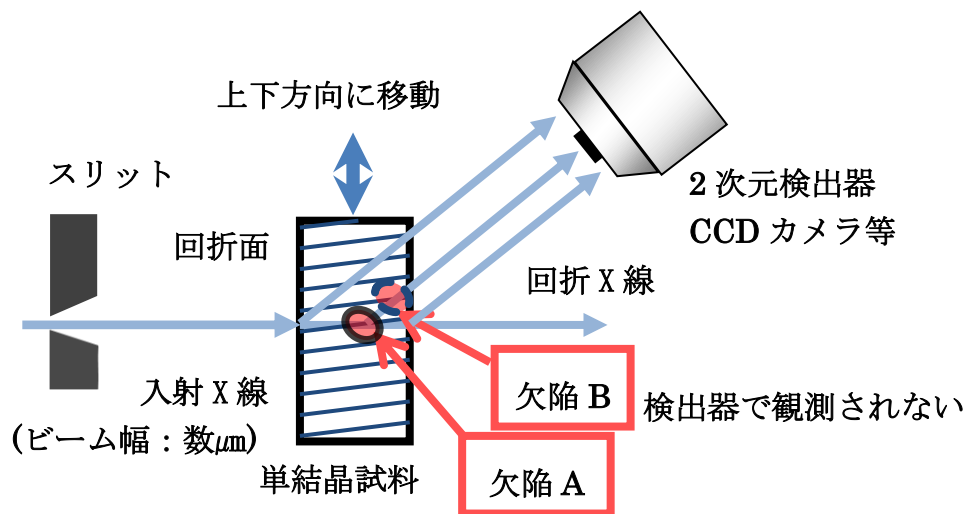 上下方向に移動
スリット
2 次元検出器
CCD カメラ等
回折面
回折 X 線
入射 X 線
(ビーム幅：数㎛)
欠陥 B
検出器で観測されない
単結晶試料
欠陥 A